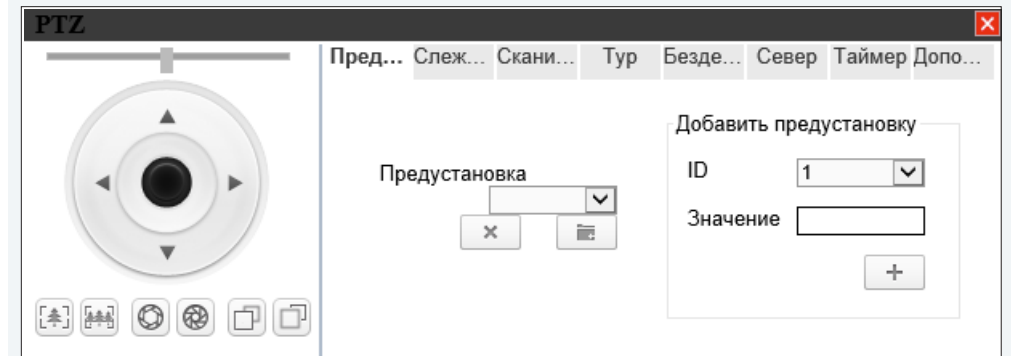 PTZ
Пред... Слеж... Скани... Тур Безде... Север Таймер Допо...
Добавить предустановку
Предустановка
ID 1
Значение